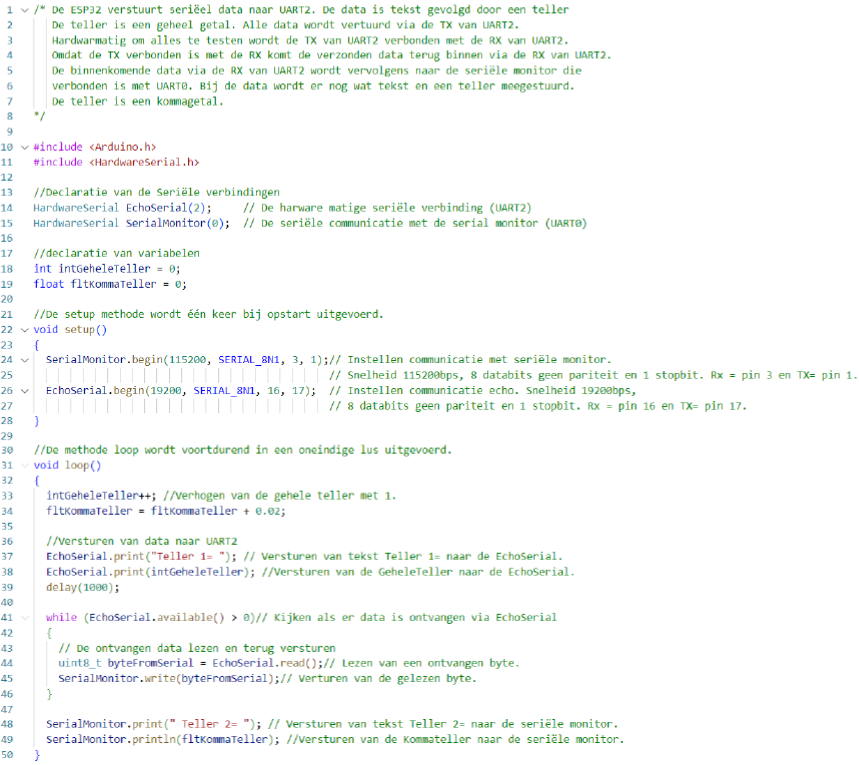 1 /* De ESP32 verstuurt seriëel data naar UART2. De data is tekst gevolgd door een teller
2 De teller is een geheel getal. Alle data wordt vertuurd via de TX van UART2.
3 Hardwarmatig om alles te testen wordt de TX van UART2 verbonden met de RX van UART2.
4 Omdat de TX verbonden is met de RX komt de verzonden data terug binnen via de RX van UART2.
5 De binnenkomende data via de RX van UART2 wordt vervolgens naar de seriële monitor die
6 verbonden is met UART0. Bij de data wordt er nog wat tekst en een teller meegestuurd.
7 De teller is een kommagetal.
8 */
9
10 #include <Arduino.h>
11 #include <HardwareSerial.h>
12
13 //Declaratie van de Seriële verbindingen
14 HardwareSerial EchoSerial(2); // De harware matige seriële verbinding (UART2)
15 HardwareSerial SerialMonitor(0); // De seriële communicatie met de serial monitor (UART0)
16
17 //declaratie van variabelen
18 int intGeheleTeller = 0;
19 float fltKommaTeller = 0;
20
21 //De setup methode wordt één keer bij opstart uitgevoerd.
22 void setup()
23 {
24 SerialMonitor.begin(115200, SERIAL_8N1, 3, 1);// Instellen communicatie met seriële monitor.
25 // Snelheid 115200bps, 8 databits geen pariteit en 1 stopbit. Rx = pin 3 en TX= pin 1.
26 EchoSerial.begin(19200, SERIAL_8N1, 16, 17); // Instellen communicatie echo. Snelheid 19200bps,
27 // 8 databits geen pariteit en 1 stopbit. Rx = pin 16 en TX= pin 17.
28 }
29
30 //De methode loop wordt voortdurend in een oneindige lus uitgevoerd.
31 void loop()
32 {
33 intGeheleTeller++; //Verhogen van de gehele teller met 1.
34 fltKommaTeller = fltKommaTeller + 0.02;
35
36 //Versturen van data naar UART2
37 EchoSerial.print("Teller 1= "); // Versturen van tekst Teller 1= naar de EchoSerial.
38 EchoSerial.print(intGeheleTeller); //Versturen van de GeheleTeller naar de EchoSerial.
39 delay(1000);
40
41 while (EchoSerial.available() > 0)// Kijken als er data is ontvangen via EchoSerial
42 {
43 // De ontvangen data lezen en terug versturen
44 uint8_t byteFromSerial = EchoSerial.read();// Lezen van een ontvangen byte.
45 SerialMonitor.write(byteFromSerial);// Verturen van de gelezen byte.
46 }
47
48 SerialMonitor.print(" Teller 2= "); // Versturen van tekst Teller 2= naar de seriële monitor.
49 SerialMonitor.println(fltKommaTeller); //Versturen van de Kommateller naar de seriële monitor.
50 }